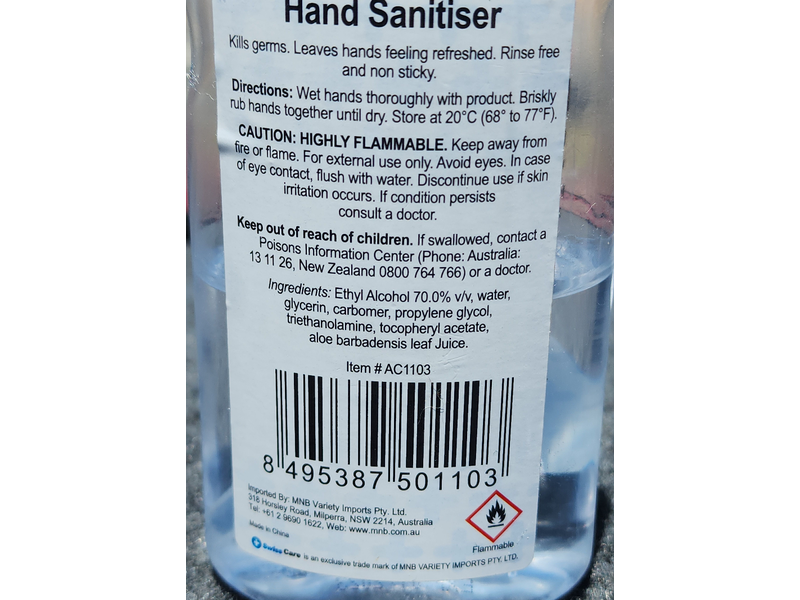 Hand Sanitiser
Kills germs. Leaves hands feeling refreshed. Rinse free
and non sticky.
Directions: Wet hands thoroughly with product. Briskly
rub hands together until dry. Store at 20°C (68° to 77°F).
CAUTION: HIGHLY FLAMMABLE. Keep away from
fire or flame. For external use only. Avoid eyes. In case
of eye contact, flush with water. Discontinue use if skin
irritation occurs. If condition persists
consult a doctor.
Keep out of reach of children. If swallowed, contact a
Poisons Information Center (Phone: Australia:
13 11 26, New Zealand 0800 764 766) or a doctor.
Ingredients: Ethyl Alcohol 70.0% v/v, water,
glycerin, carbomer, propylene glycol,
triethanolamine, tocopheryl acetate,
aloe barbadensis leaf Juice.
Item # AC1103
8 495387 501103
Imported By: MNB Variety Imports Pty. Ltd.
318 Horsley Road, Milperra, NSW 2214, Australia
Tel: +61 2 9690 1622, Web: www.mnb.com.au
Made in China
Flammable
Swiss Care is an exclusive trade mark of MNB VARIETY IMPORTS PTY. LTD.